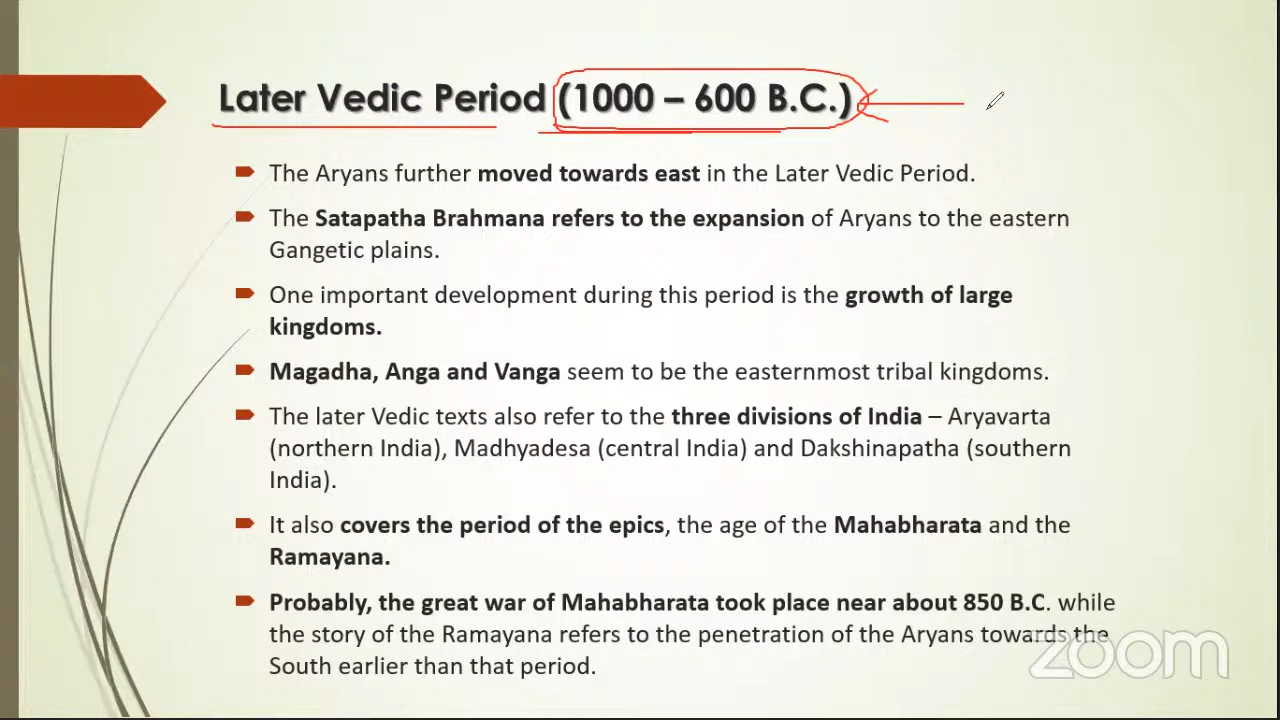 Later Vedic Period (1000 – 600 B.C.)
The Aryans further moved towards east in the Later Vedic Period.
The Satapatha Brahmana refers to the expansion of Aryans to the eastern
Gangetic plains.
One important development during this period is the growth of large
kingdoms.
Magadha, Anga and Vanga seem to be the easternmost tribal kingdoms.
The later Vedic texts also refer to the three divisions of India – Aryavarta
(northern India), Madhyadesa (central India) and Dakshinapatha (southern
India).
It also covers the period of the epics, the age of the Mahabharata and the
Ramayana.
Probably, the great war of Mahabharata took place near about 850 B.C. while
the story of the Ramayana refers to the penetration of the Aryans towards the
South earlier than that period.
zoom